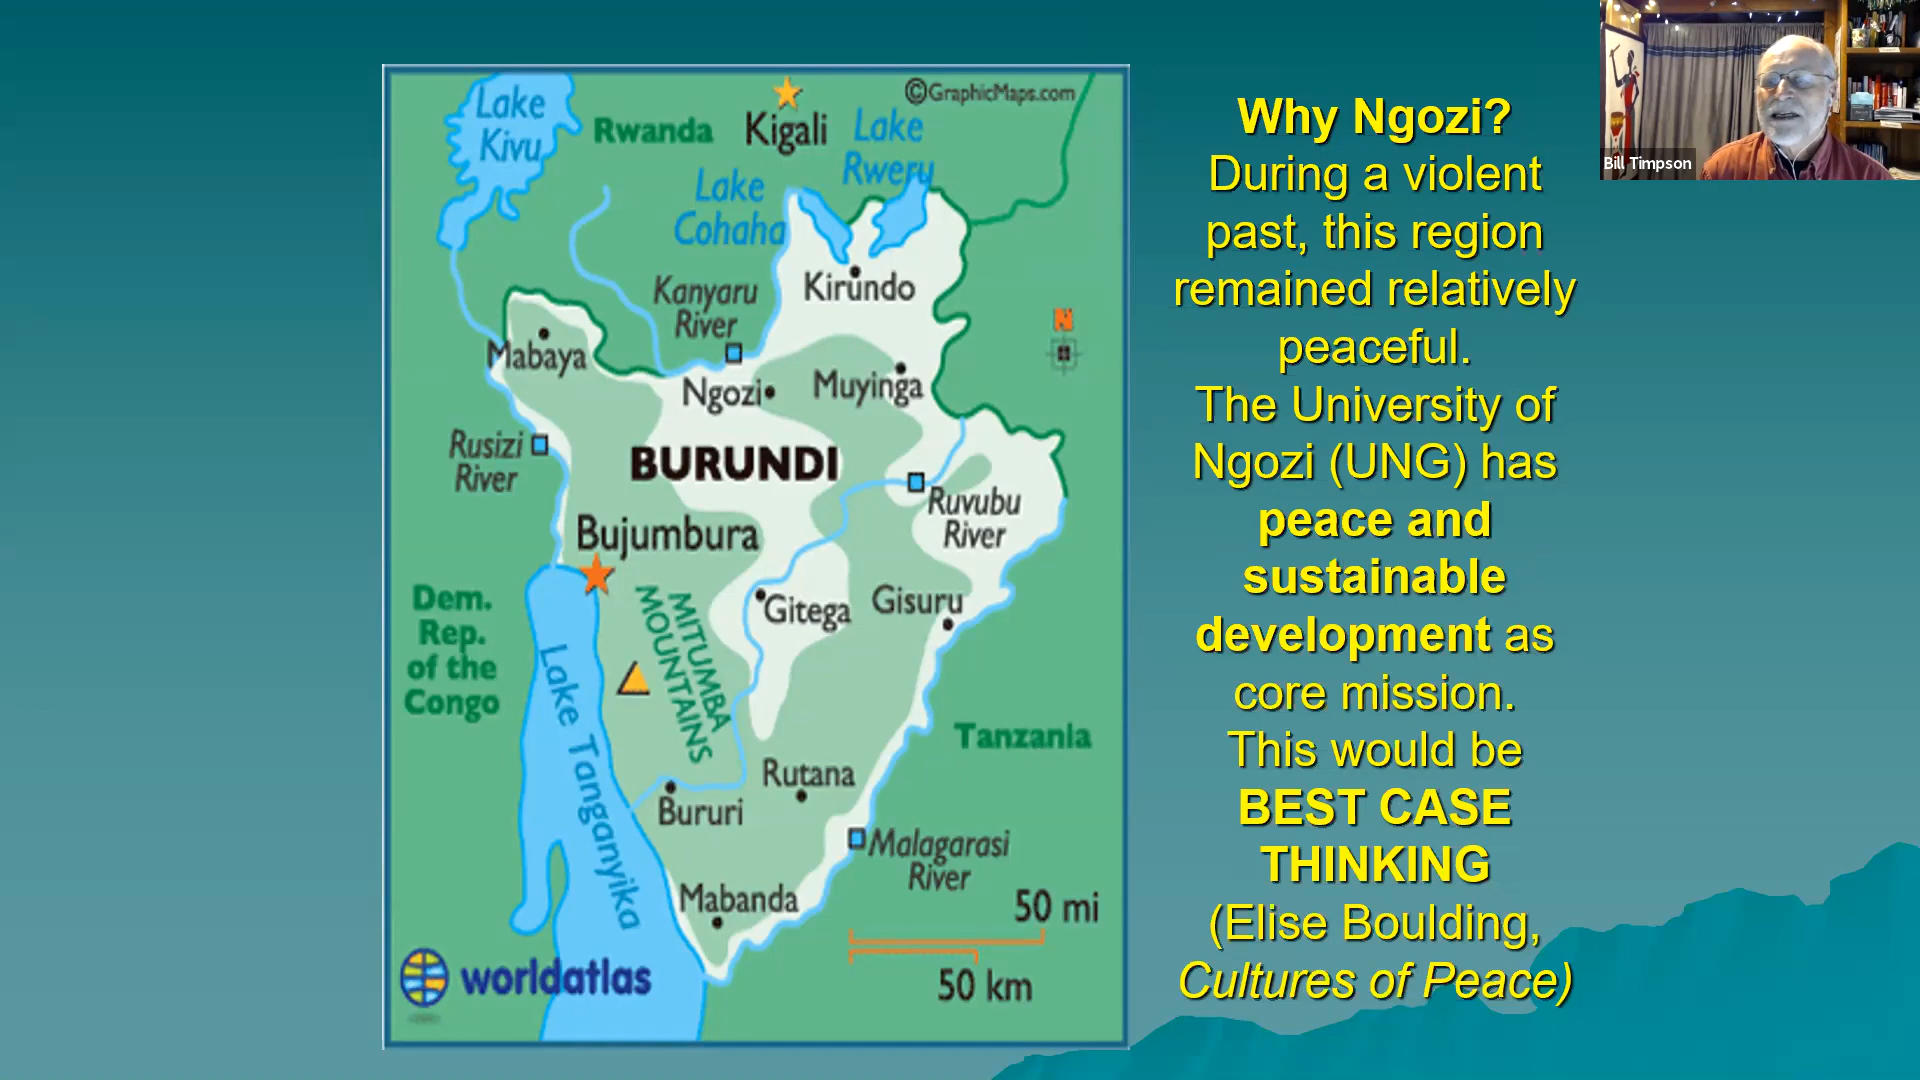 ©GraphicMaps.com
Lake
Kivu
Rwanda
Kigali
Lake
Rweru
Lake
Cohaha
Kanyaru
River
Kirundo
N
Mabaya
Ngozi
Muyinga
Rusizi
River
BURUNDI
Ruvubu
River
Bujumbura
Dem.
Rep.
of the
Congo
MITUMBA
MOUNTAINS
Gitega
Gisuru
Lake Tanganyika
Tanzania
Rutana
Bururi
Malagarasi
River
Mabanda
50 mi
50 km
worldatlas
Why Ngozi?
During a violent
past, this region
remained relatively
peaceful.
The University of
Ngozi (UNG) has
peace and
sustainable
development as
core mission.
This would be
BEST CASE
THINKING
(Elise Boulding,
Cultures of Peace)
Bill Timpson